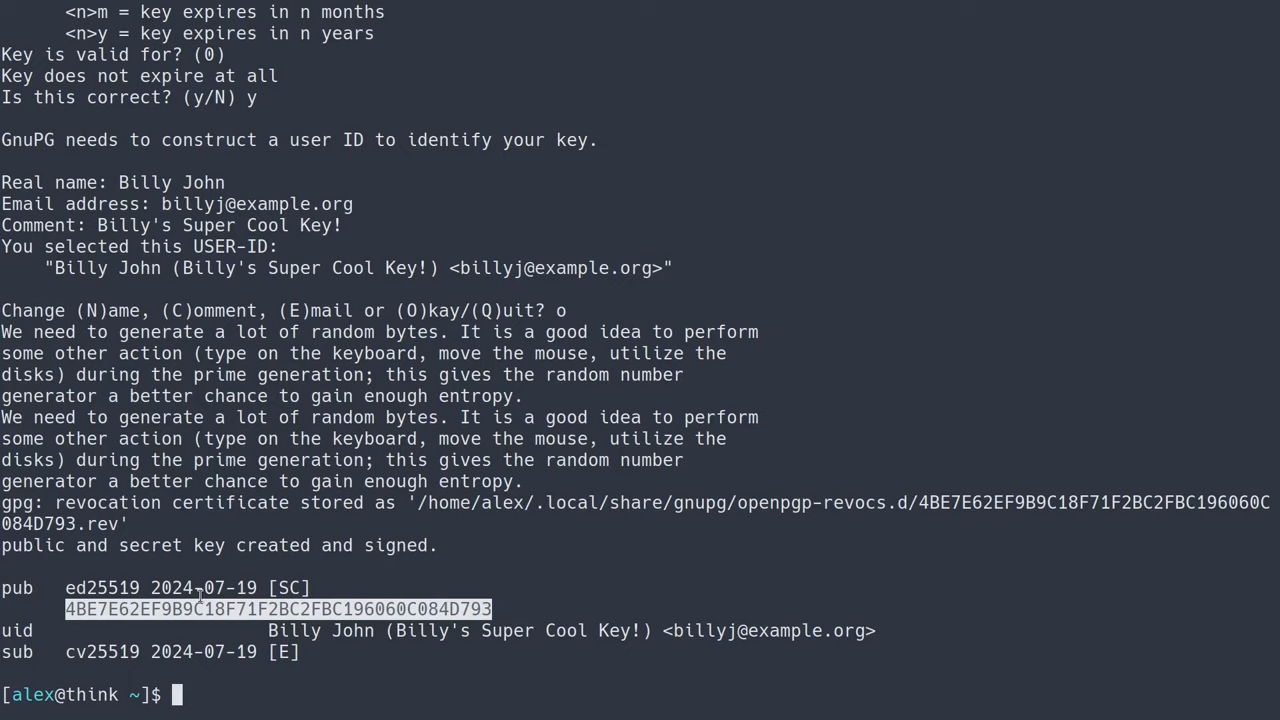 <n>m = key expires in n months
<n>y = key expires in n years
Key is valid for? (0)
Key does not expire at all
Is this correct? (y/N) y
GnuPG needs to construct a user ID to identify your key.
Real name: Billy John
Email address: billyj@example.org
Comment: Billy's Super Cool Key!
You selected this USER-ID:
"Billy John (Billy's Super Cool Key!) <billyj@example.org>"
Change (N)ame, (C)omment, (E)mail or (O)kay/(Q)uit? o
We need to generate a lot of random bytes. It is a good idea to perform
some other action (type on the keyboard, move the mouse, utilize the
disks) during the prime generation; this gives the random number
generator a better chance to gain enough entropy.
We need to generate a lot of random bytes. It is a good idea to perform
some other action (type on the keyboard, move the mouse, utilize the
disks) during the prime generation; this gives the random number
generator a better chance to gain enough entropy.
gpg: revocation certificate stored as '/home/alex/.local/share/gnupg/openpgp-revocs.d/4BE7E62EF9B9C18F71F2BC2FBC196060C
084D793.rev'
public and secret key created and signed.
pub   ed25519 2024-07-19 [SC]
4BE7E62EF9B9C18F71F2BC2FBC196060C084D793
uid                      Billy John (Billy's Super Cool Key!) <billyj@example.org>
sub   cv25519 2024-07-19 [E]
[alex@think ~]$